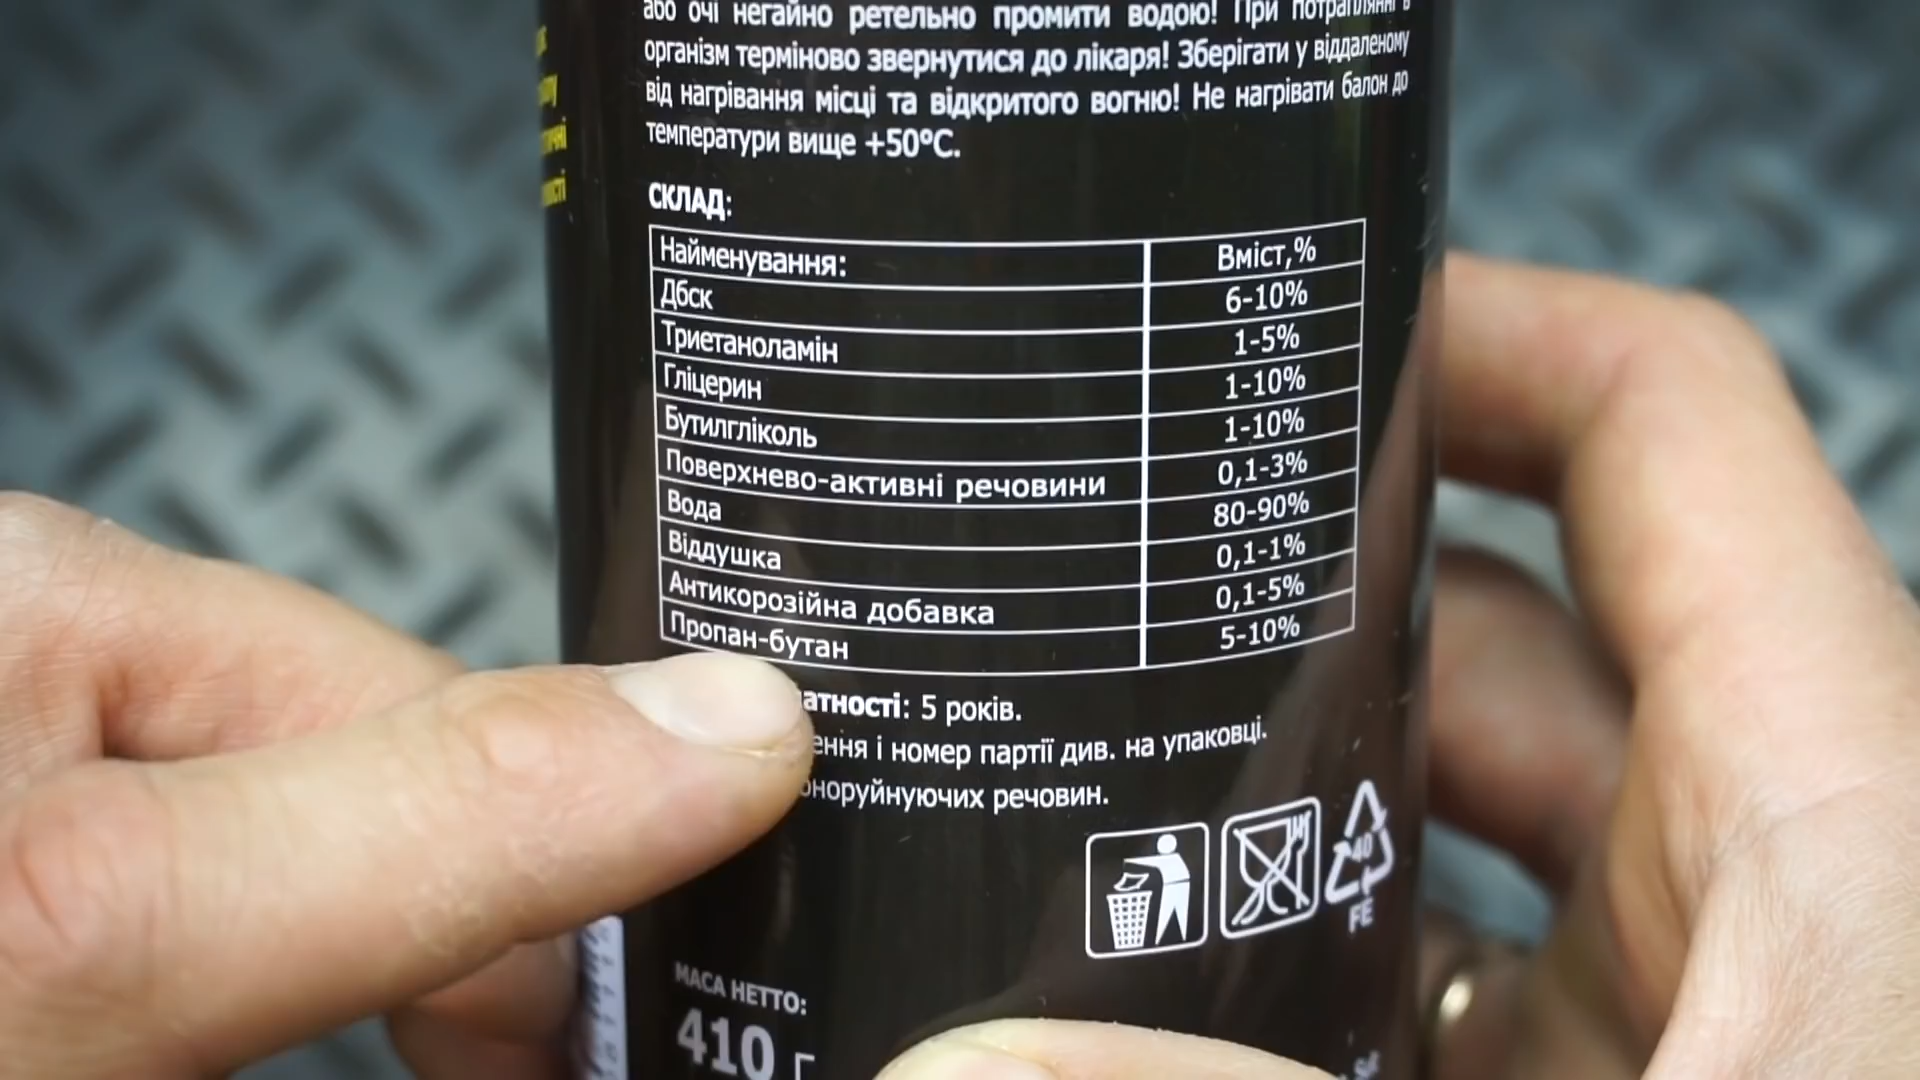 або очі негайно ретельно промити водою! При потраплянні в
організм терміново звернутися до лікаря! Зберігати у віддаленому
від нагрівання місці та відкритого вогню! Не нагрівати балон до
температури вище +50°C.
СКЛАД:
Найменування: Вміст,%
Дбск 6-10%
Триетаноламін 1-5%
Гліцерин 1-10%
Бутилгліколь 1-10%
Поверхнево-активні речовини 0,1-3%
Вода 80-90%
Віддушка 0,1-1%
Антикорозійна добавка 0,1-5%
Пропан-бутан 5-10%
атності: 5 років.
ення і номер партії див. на упаковці.
оноруйнуючих речовин.
40
FE
МАСА НЕТТО:
410 г